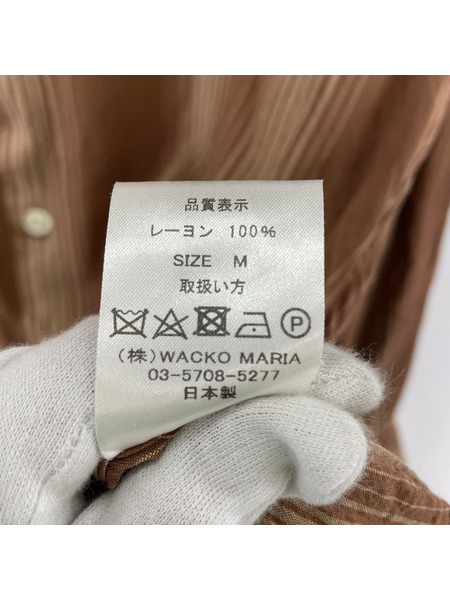 品質表示
レーヨン 100%
SIZE M
取扱い方
P
(株)WACKO MARIA
03-5708-5277
日本製